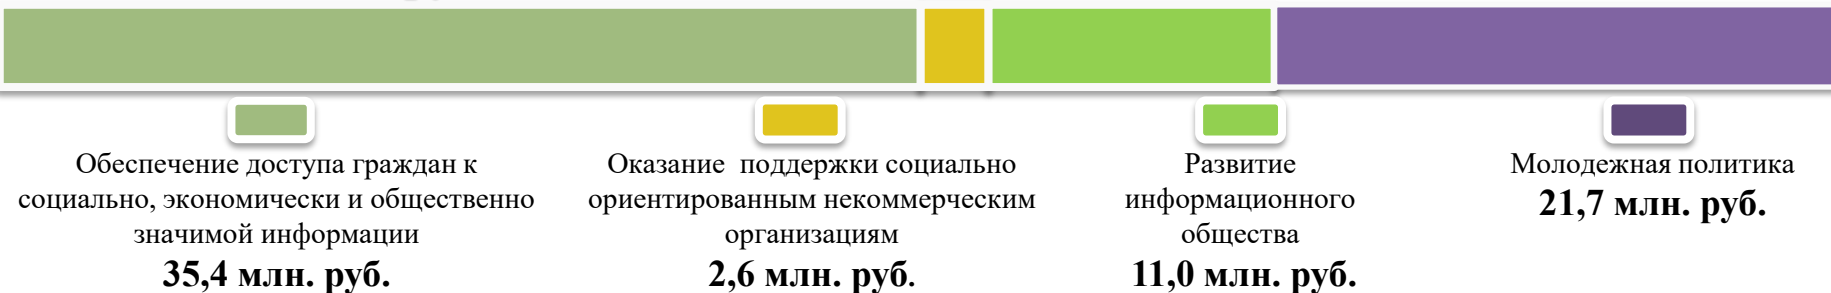 Обеспечение доступа граждан к
социально, экономически и общественно
значимой информации
35,4 млн. руб.
Оказание поддержки социально
ориентированным некоммерческим
организациям
2,6 млн. руб.
Развитие
информационного
общества
11,0 млн. руб.
Молодежная политика
21,7 млн. руб.